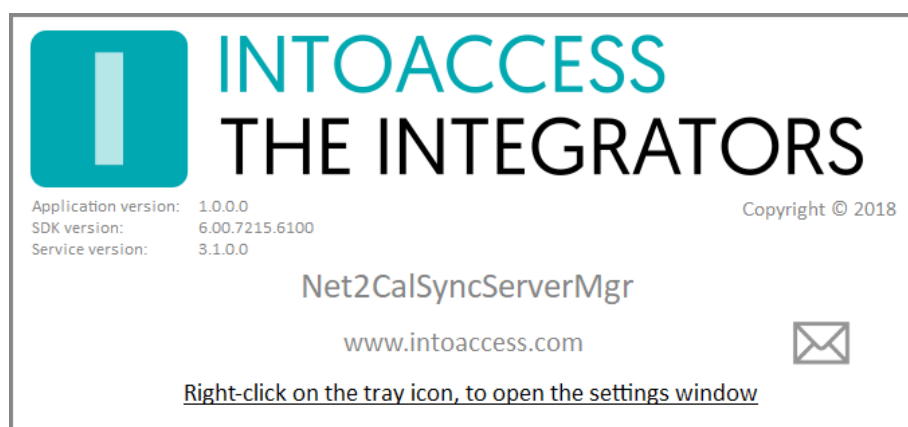 INTOACCESS
THE INTEGRATORS
Application version: 1.0.0.0
Copyright © 2018
SDK version: 6.00.7215.6100
Service version: 3.1.0.0
Net2CalSyncServerMgr
www.intoaccess.com
Right-click on the tray icon, to open the settings window